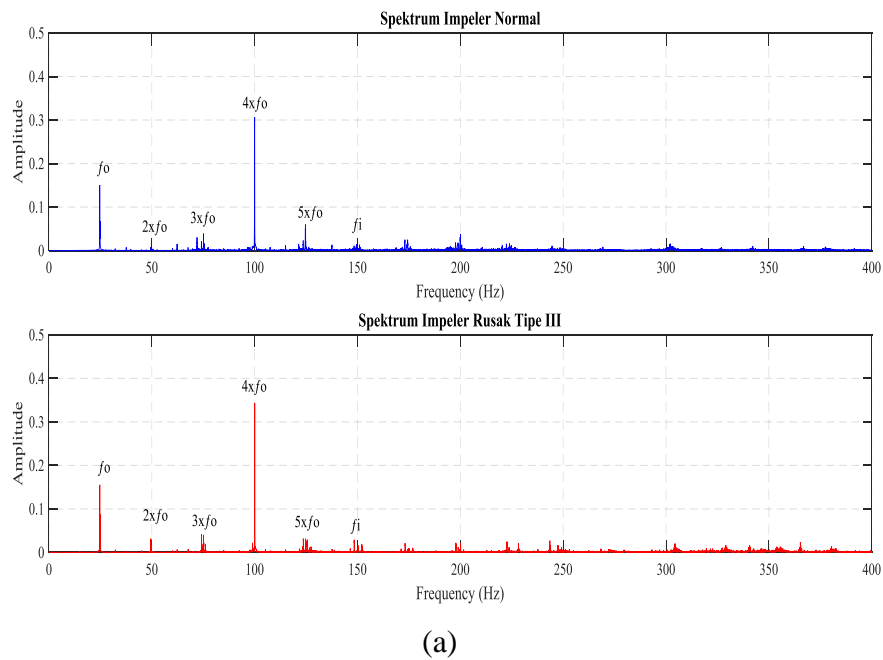 Spektrum Impeler Normal
Amplitude
0.5
0.4
0.3
0.2
0.1
0
fo
2xfo
3xfo
4xfo
5xfo
fi
0 50 100 150 200 250 300 350 400
Frequency (Hz)
Spektrum Impeler Rusak Tipe III
Amplitude
0.5
0.4
0.3
0.2
0.1
0
fo
2xfo
3xfo
4xfo
5xfo
fi
0 50 100 150 200 250 300 350 400
Frequency (Hz)
(a)